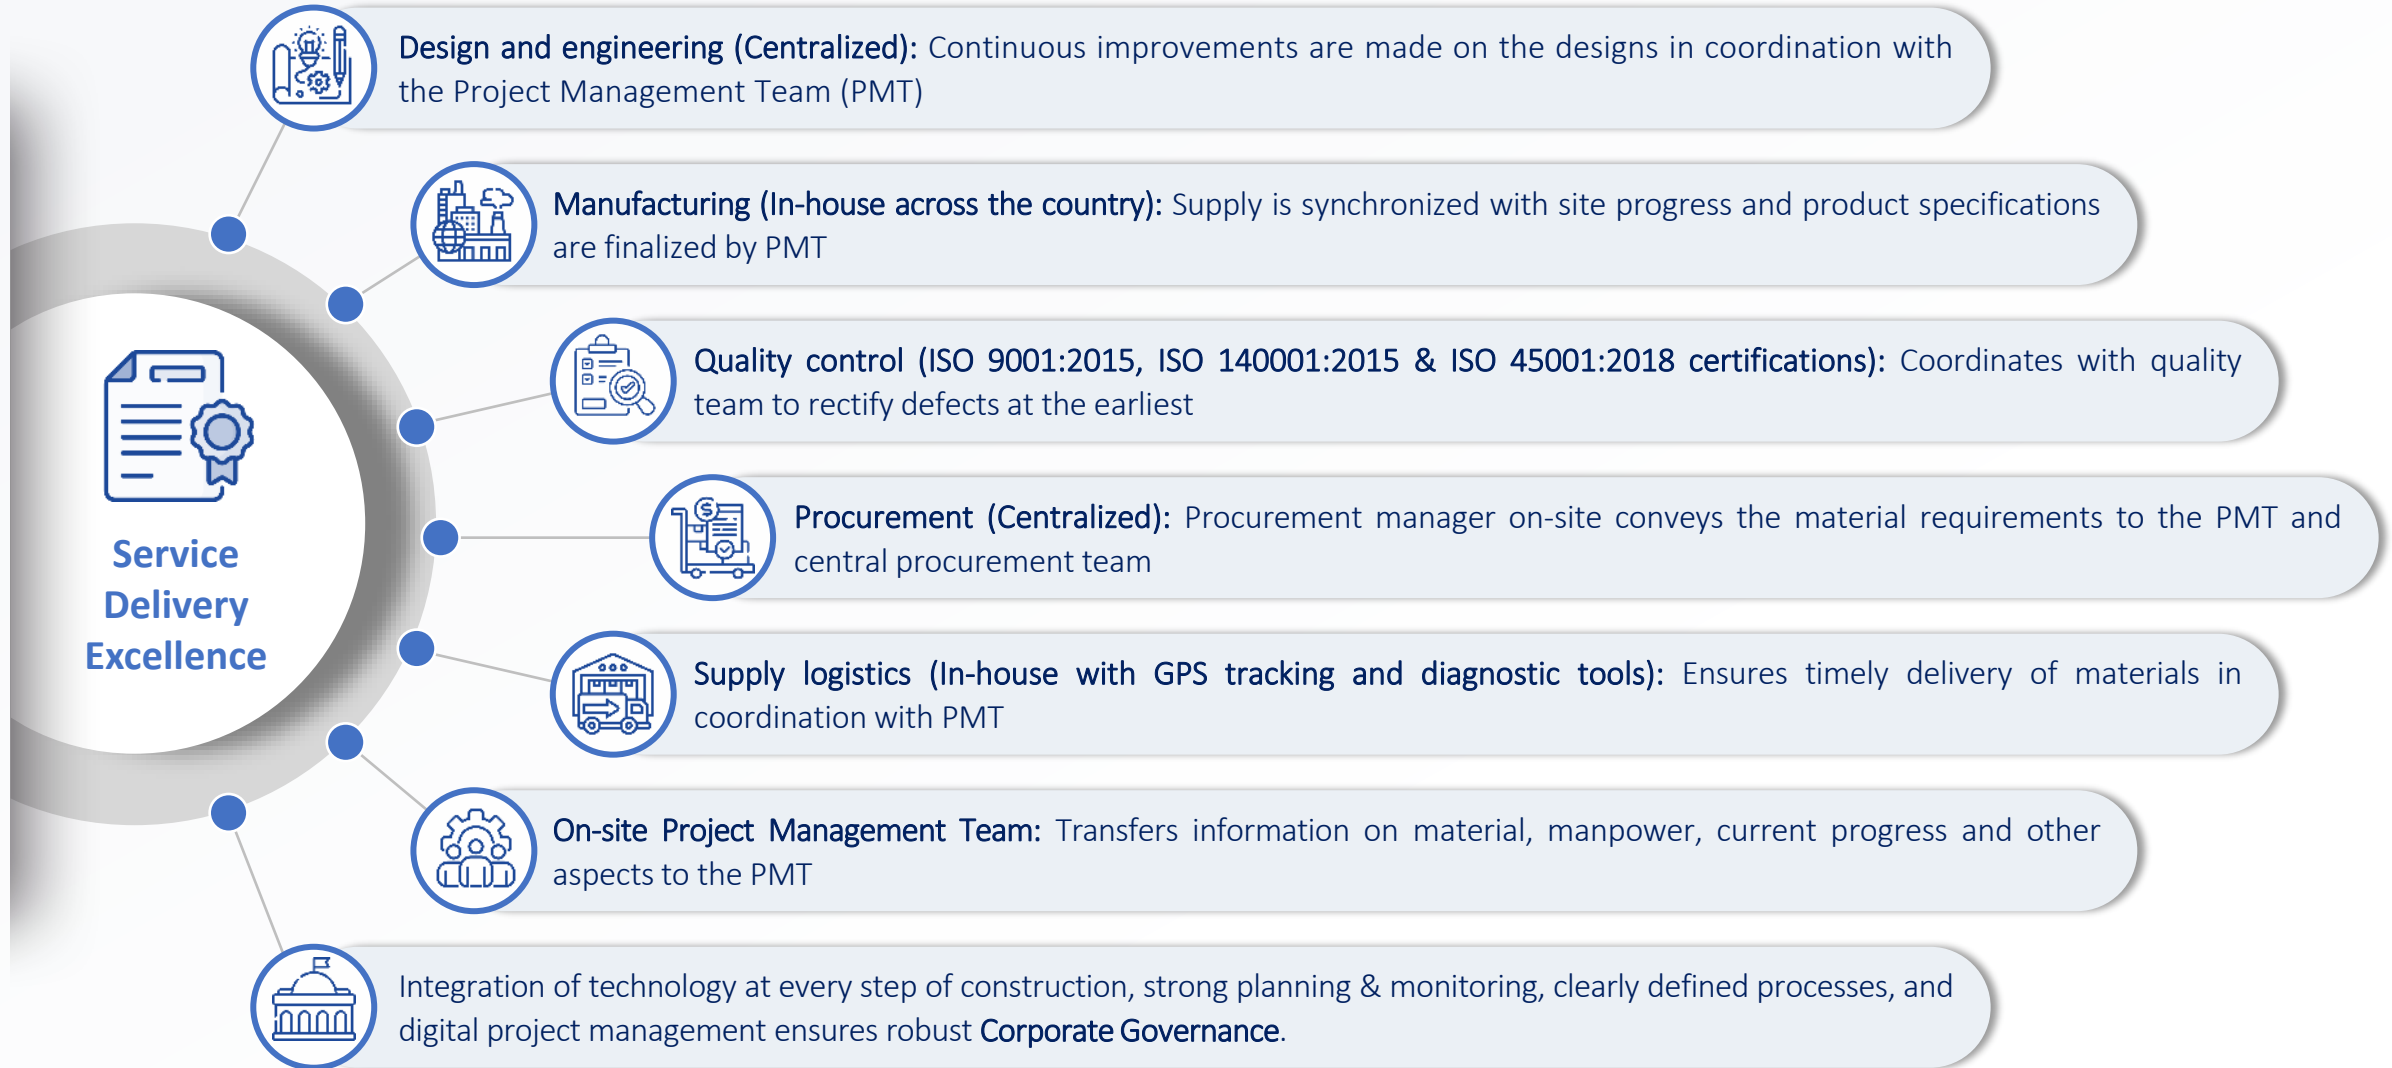 Design and engineering (Centralized): Continuous improvements are made on the designs in coordination with
the Project Management Team (PMT)
Manufacturing (In-house across the country): Supply is synchronized with site progress and product specifications
are finalized by PMT
Quality control (ISO 9001:2015, ISO 140001:2015 & ISO 45001:2018 certifications): Coordinates with quality
team to rectify defects at the earliest
Service
Delivery
Excellence
Procurement (Centralized): Procurement manager on-site conveys the material requirements to the PMT and
central procurement team
Supply logistics (In-house with GPS tracking and diagnostic tools): Ensures timely delivery of materials in
coordination with PMT
On-site Project Management Team: Transfers information on material, manpower, current progress and other
aspects to the PMT
Integration of technology at every step of construction, strong planning & monitoring, clearly defined processes, and
digital project management ensures robust Corporate Governance.